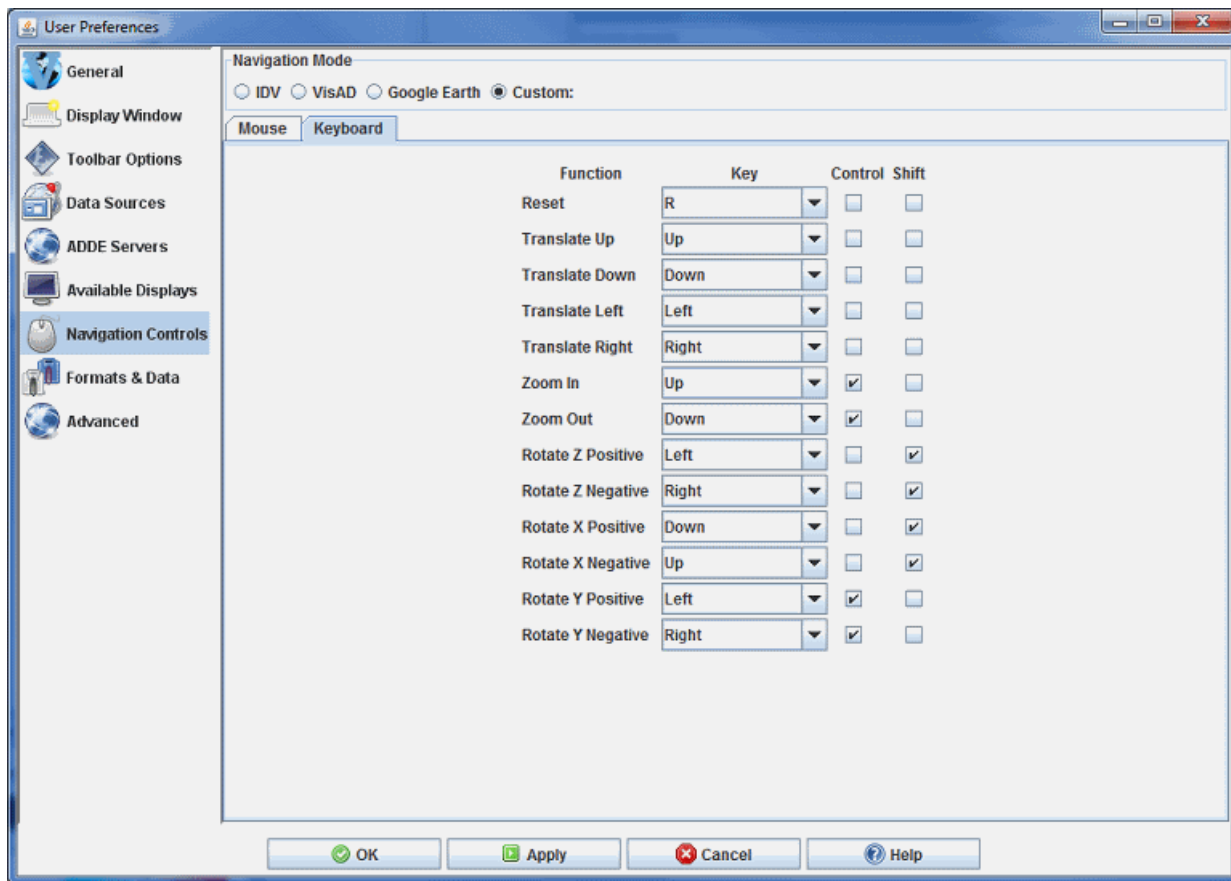 User Preferences
General
Display Window
Toolbar Options
Data Sources
ADDE Servers
Available Displays
Navigation Controls
Formats & Data
Advanced
Navigation Mode
IDV VisAD Google Earth Custom:
Mouse Keyboard
Function Key Control Shift
Reset R
Translate Up Up
Translate Down Down
Translate Left Left
Translate Right Right
Zoom In Up
Zoom Out Down
Rotate Z Positive Left
Rotate Z Negative Right
Rotate X Positive Down
Rotate X Negative Up
Rotate Y Positive Left
Rotate Y Negative Right
OK Apply Cancel Help